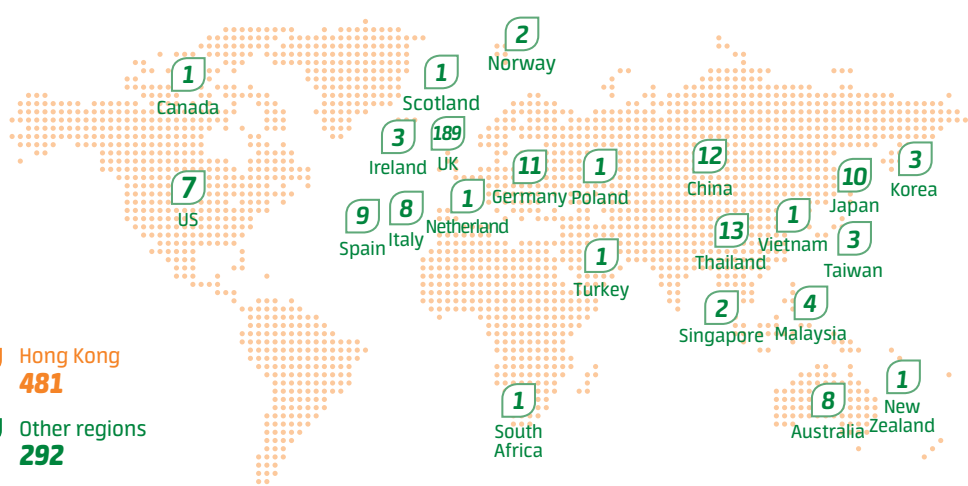 2
Norway
1
Canada
1
Scotland
3
Ireland
189
UK
11
Germany
1
Poland
12
China
3
Korea
10
Japan
7
US
9
Spain
8
Italy
1
Netherland
13
Thailand
1
Vietnam
3
Taiwan
1
Turkey
2
Singapore
4
Malaysia
Hong Kong
481
Other regions
292
1
South
Africa
8
Australia
1
New
Zealand